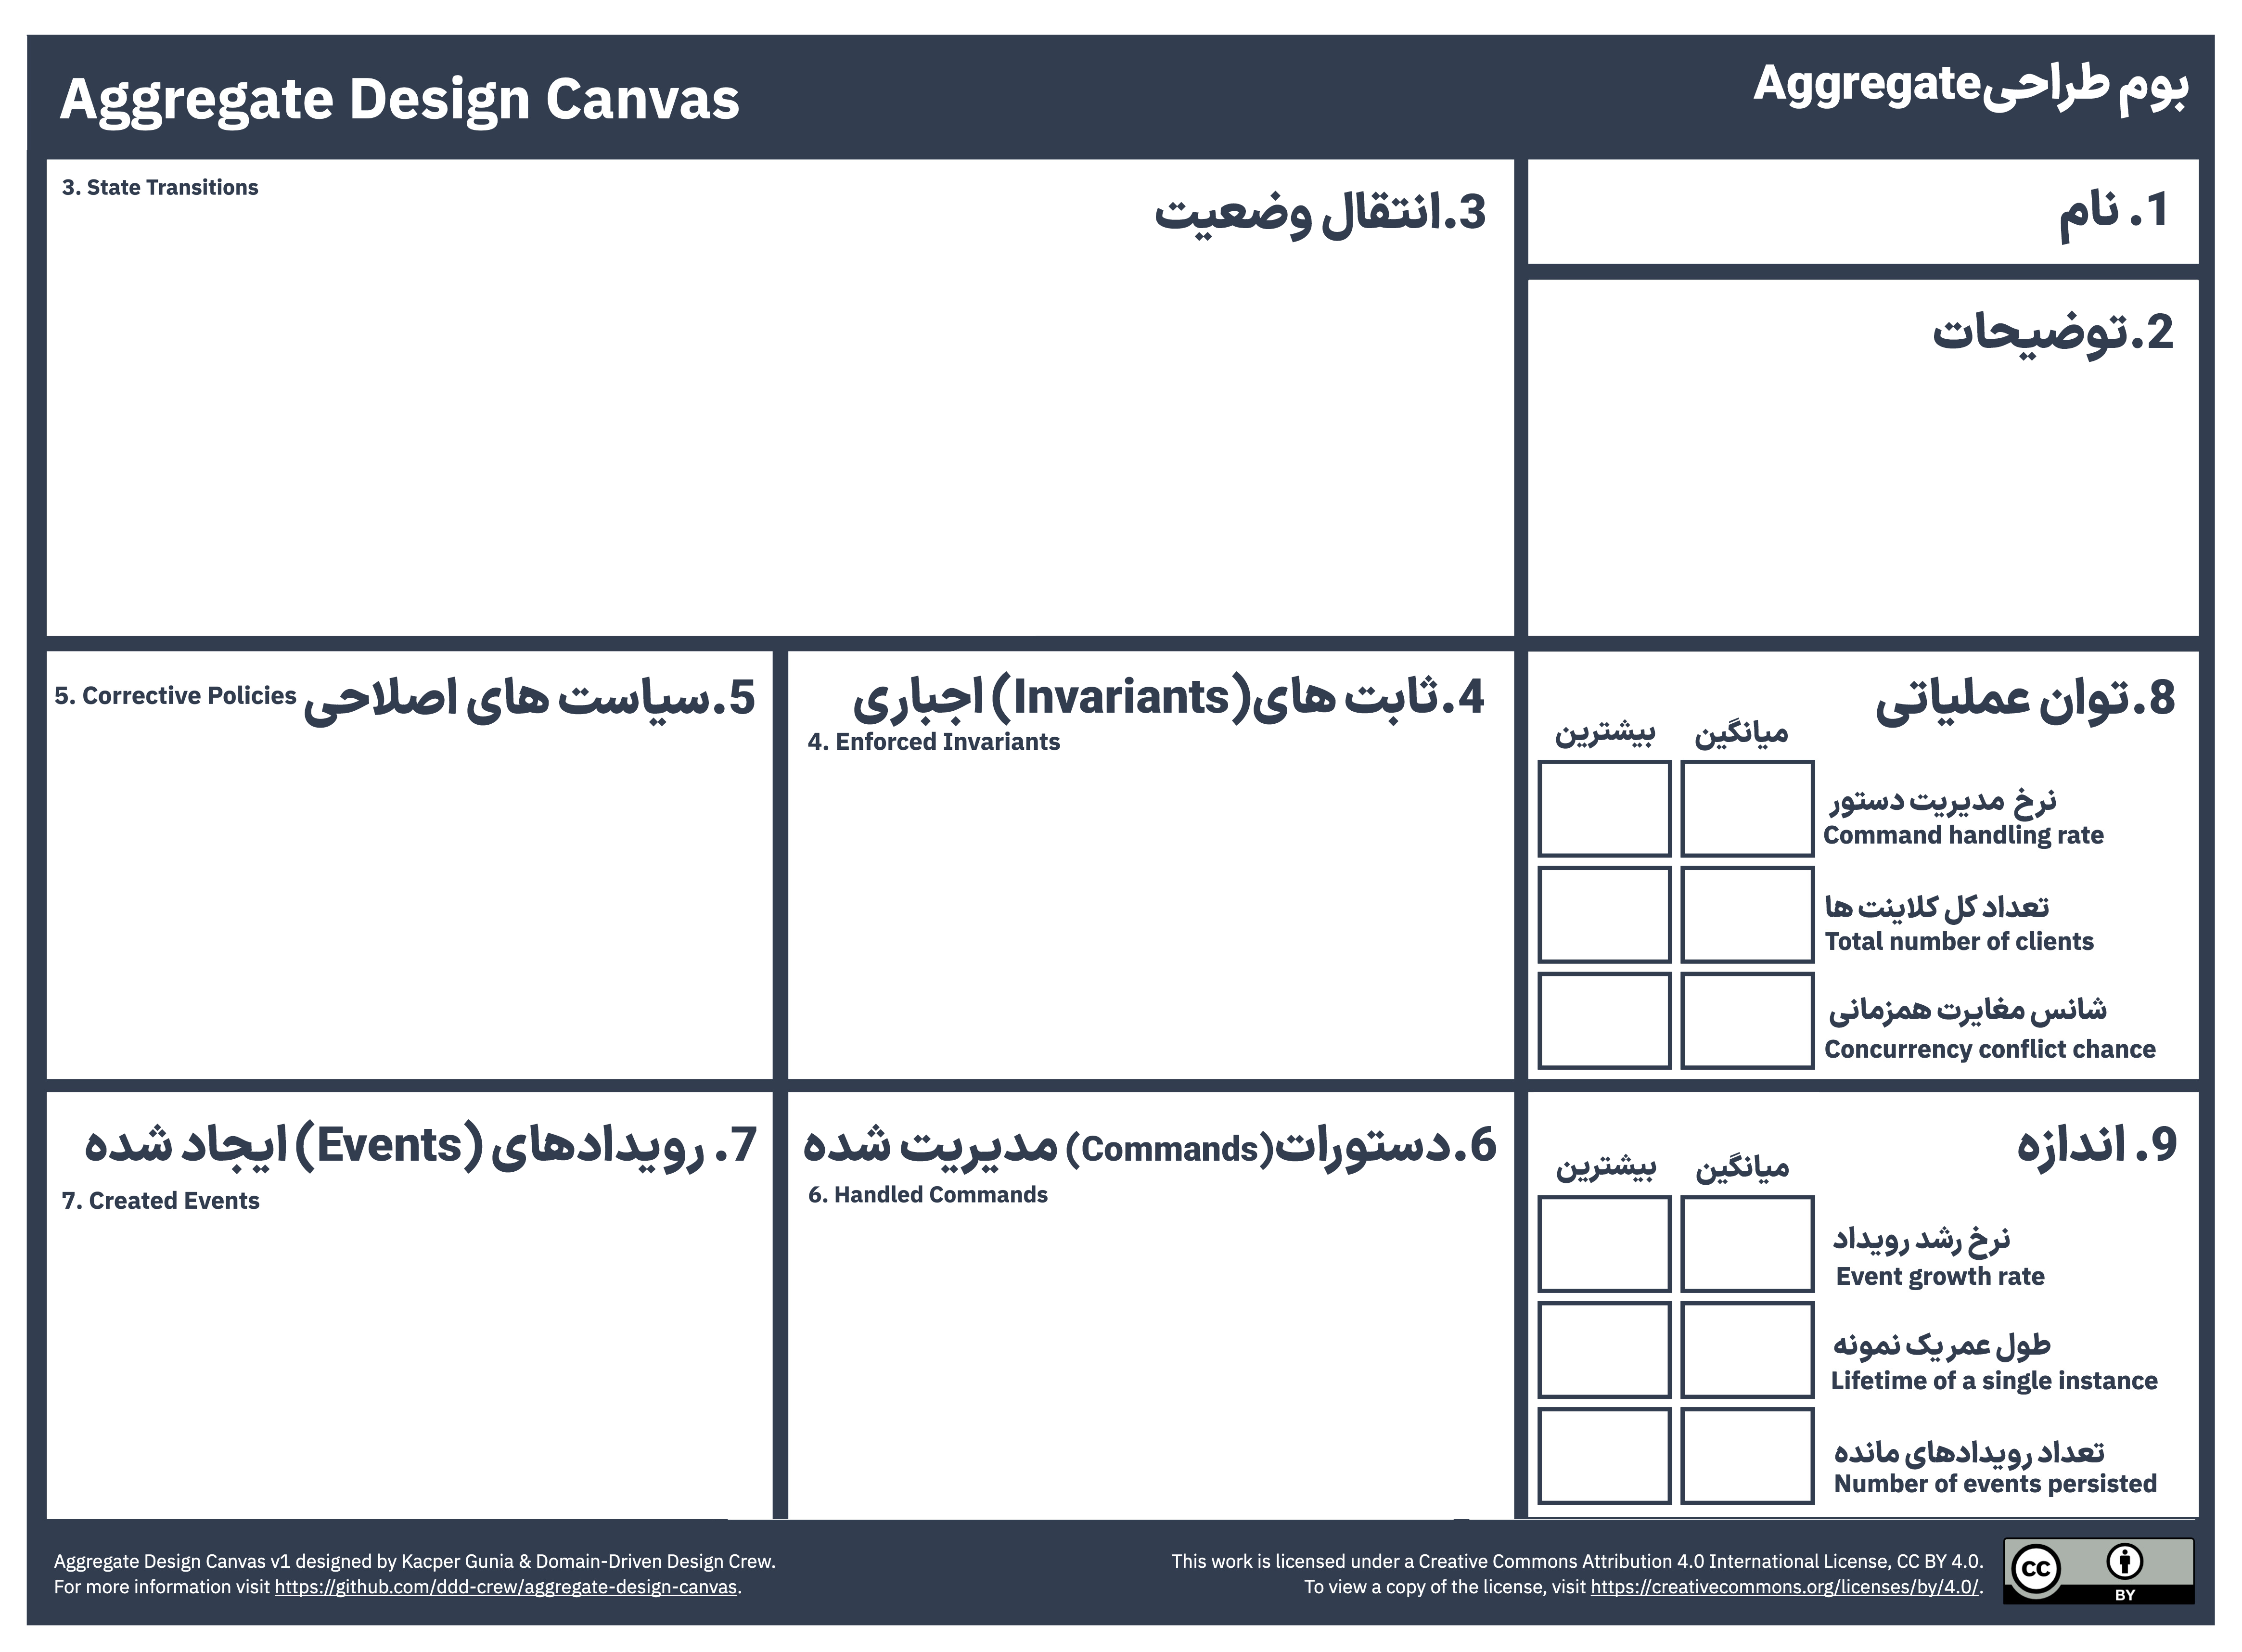 Aggregate Design Canvas
بوم طراحیAggregate
1. نام
2.توضیحات
3.انتقال وضعیت
3. State Transitions
4.ثابت های(Invariants) اجباری
4. Enforced Invariants
5.سیاست های اصلاحی
5. Corrective Policies
6.دستورات(Commands) مدیریت شده
6. Handled Commands
7. رویدادهای (Events) ایجاد شده
7. Created Events
8.توان عملیاتی
میانگین
بیشترین
نرخ مدیریت دستور
Command handling rate
تعداد کل کلاینت ها
Total number of clients
شانس مغایرت همزمانی
Concurrency conflict chance
9. اندازه
میانگین
بیشترین
نرخ رشد رویداد
Event growth rate
طول عمر یک نمونه
Lifetime of a single instance
تعداد رویدادهای مانده
Number of events persisted
Aggregate Design Canvas v1 designed by Kacper Gunia & Domain-Driven Design Crew.
For more information visit https://github.com/ddd-crew/aggregate-design-canvas.
This work is licensed under a Creative Commons Attribution 4.0 International License, CC BY 4.0.
To view a copy of the license, visit https://creativecommons.org/licenses/by/4.0/.
CC
BY